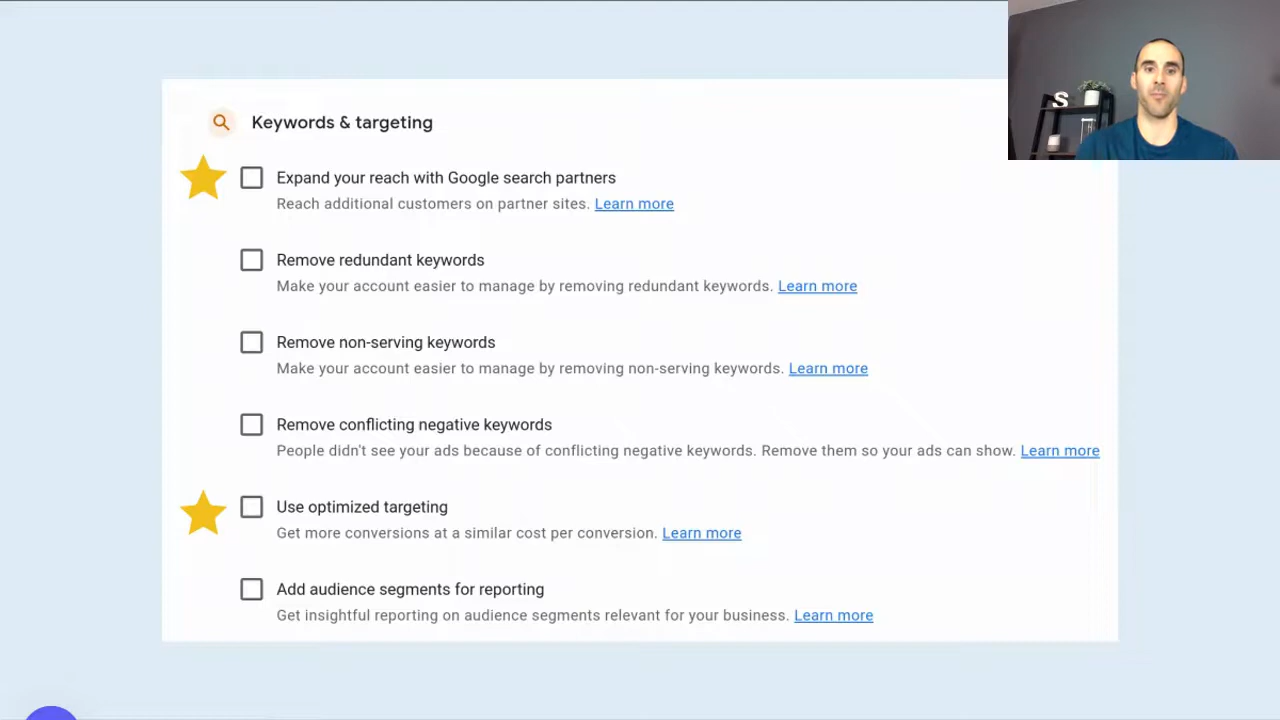 Keywords & targeting
Expand your reach with Google search partners
Reach additional customers on partner sites. Learn more
Remove redundant keywords
Make your account easier to manage by removing redundant keywords. Learn more
Remove non-serving keywords
Make your account easier to manage by removing non-serving keywords. Learn more
Remove conflicting negative keywords
People didn't see your ads because of conflicting negative keywords. Remove them so your ads can show. Learn more
Use optimized targeting
Get more conversions at a similar cost per conversion. Learn more
Add audience segments for reporting
Get insightful reporting on audience segments relevant for your business. Learn more
S